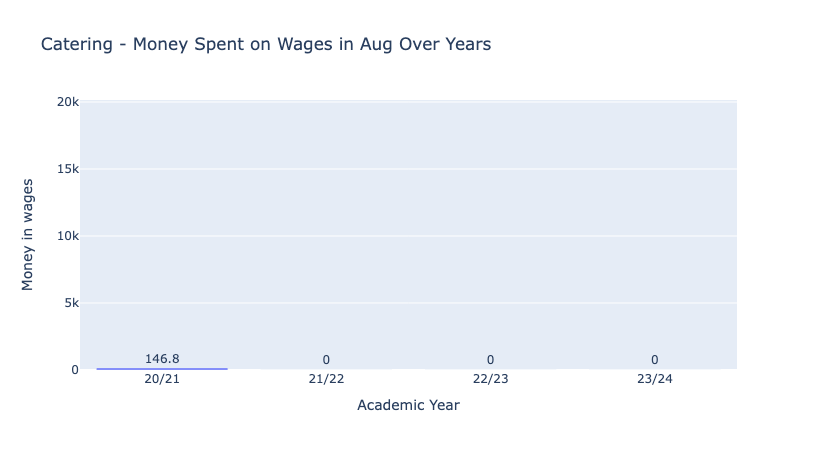 Catering - Money Spent on Wages in Aug Over Years
Money in wages
20k
15k
10k
5k
0
146.8
0
0
0
20/21
21/22
22/23
23/24
Academic Year